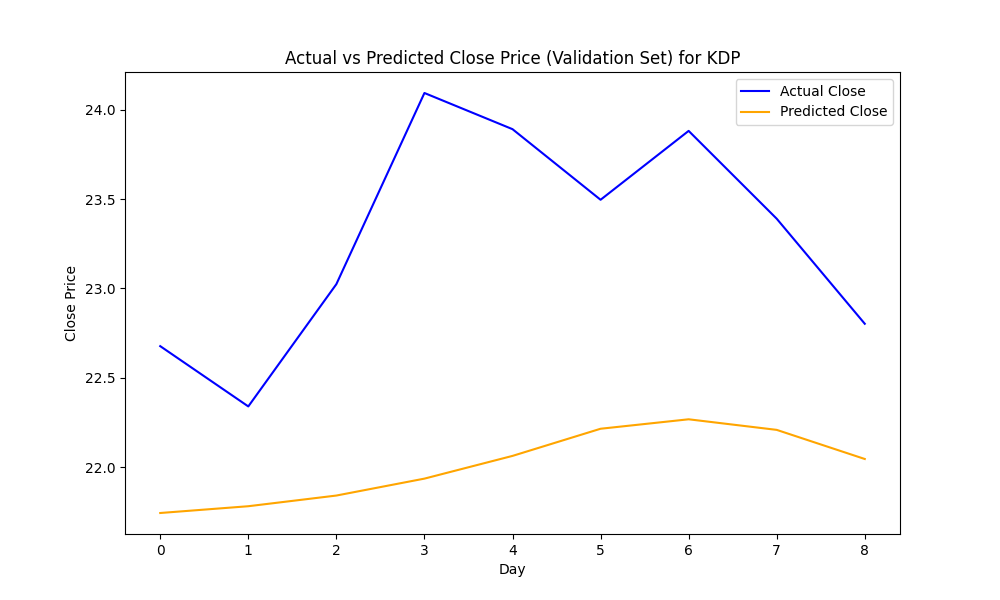 Actual vs Predicted Close Price (Validation Set) for KDP
Actual Close
Predicted Close
Close Price
24.0
23.5
23.0
22.5
22.0
0 1 2 3 4 5 6 7 8
Day